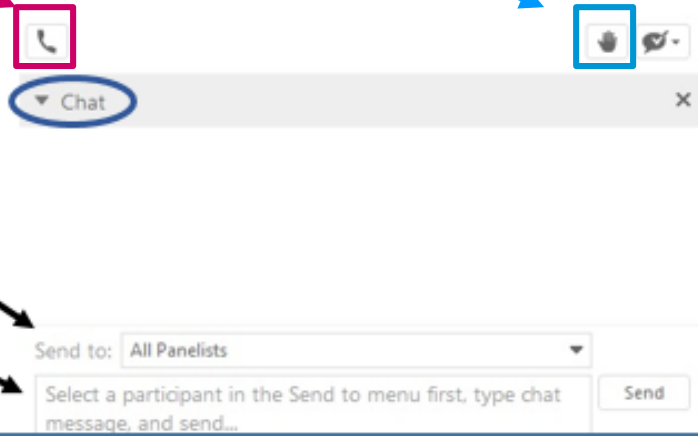 Chat
Send to: All Panelists
Select a participant in the Send to menu first, type chat
message, and send...
Send